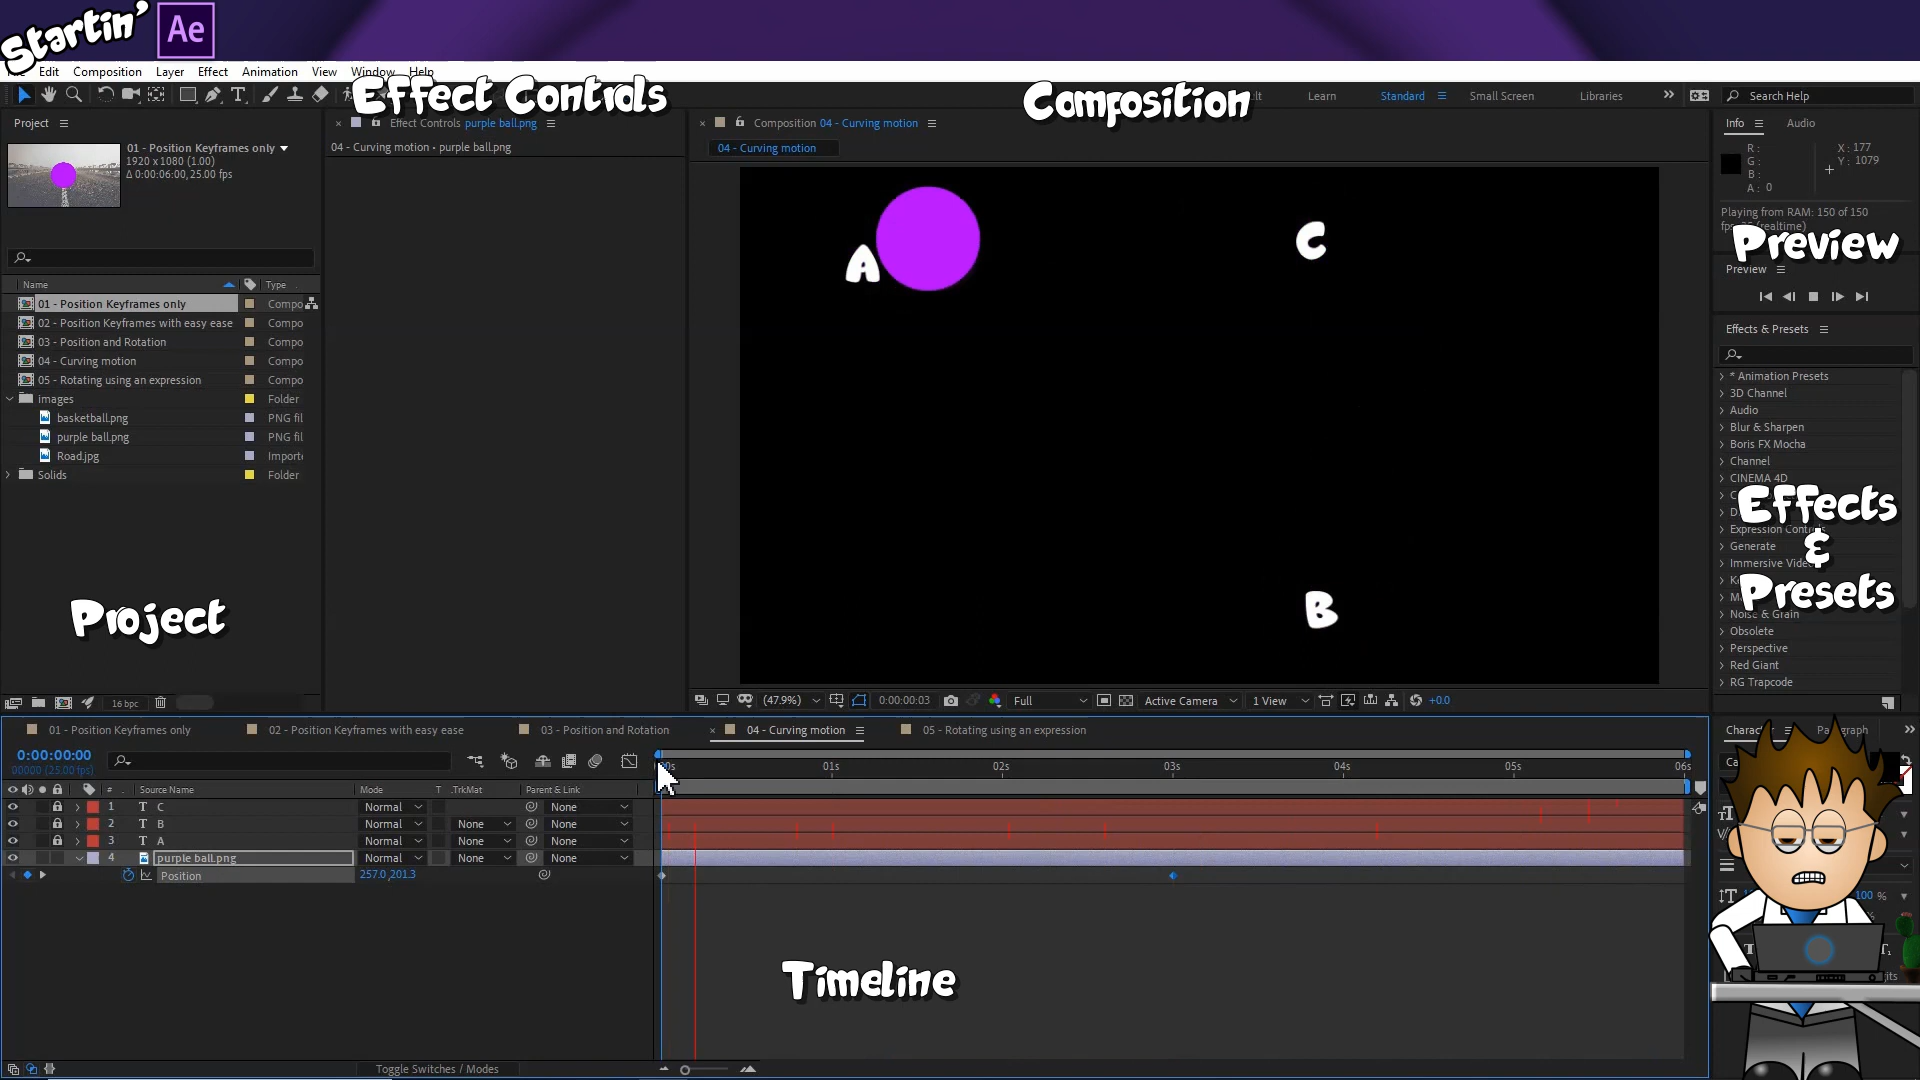 Startin' Ae
Edit Composition Layer Effect Animation View Window Help
Effect Controls
Composition
Learn Standard Small Screen Libraries Search Help
Project
Effect Controls purple ball.png
Composition 04 - Curving motion
Info Audio
04 - Curving motion • purple ball.png
04 - Curving motion
01 - Position Keyframes only
1920 x 1080 (1.00)
Δ 0:00:06:00, 25.00 fps
R :
G :
B :
A : 0
X : 177
Y : 1079
Playing from RAM: 150 of 150
(realtime)
Preview
Preview
A
C
B
Name Type
01 - Position Keyframes only Compo
02 - Position Keyframes with easy ease Compo
03 - Position and Rotation Compo
04 - Curving motion Compo
05 - Rotating using an expression Compo
images Folder
basketball.png PNG fil
purple ball.png PNG fil
Road.jpg Importe
Solids Folder
Project
Effects & Presets
* Animation Presets
3D Channel
Audio
Blur & Sharpen
Boris FX Mocha
Channel
CINEMA 4D
Expression Controls
Generate
Immersive Video
Noise & Grain
Obsolete
Perspective
Red Giant
RG Trapcode
Effects
&
Presets
16 bpc
(47.9%) 0:00:00:03 Full Active Camera 1 View +0.0
01 - Position Keyframes only 02 - Position Keyframes with easy ease 03 - Position and Rotation 04 - Curving motion 05 - Rotating using an expression
Paragraph
0:00:00:00
00000 (25.00 fps)
01s 02s 03s 04s 05s 06s
# Source Name Mode T .TrkMat Parent & Link
1 T C Normal None
2 T B Normal None None
3 T A Normal None None
4 purple ball.png Normal None None
Position 257.0,201.3
100 %
Timeline
Toggle Switches / Modes